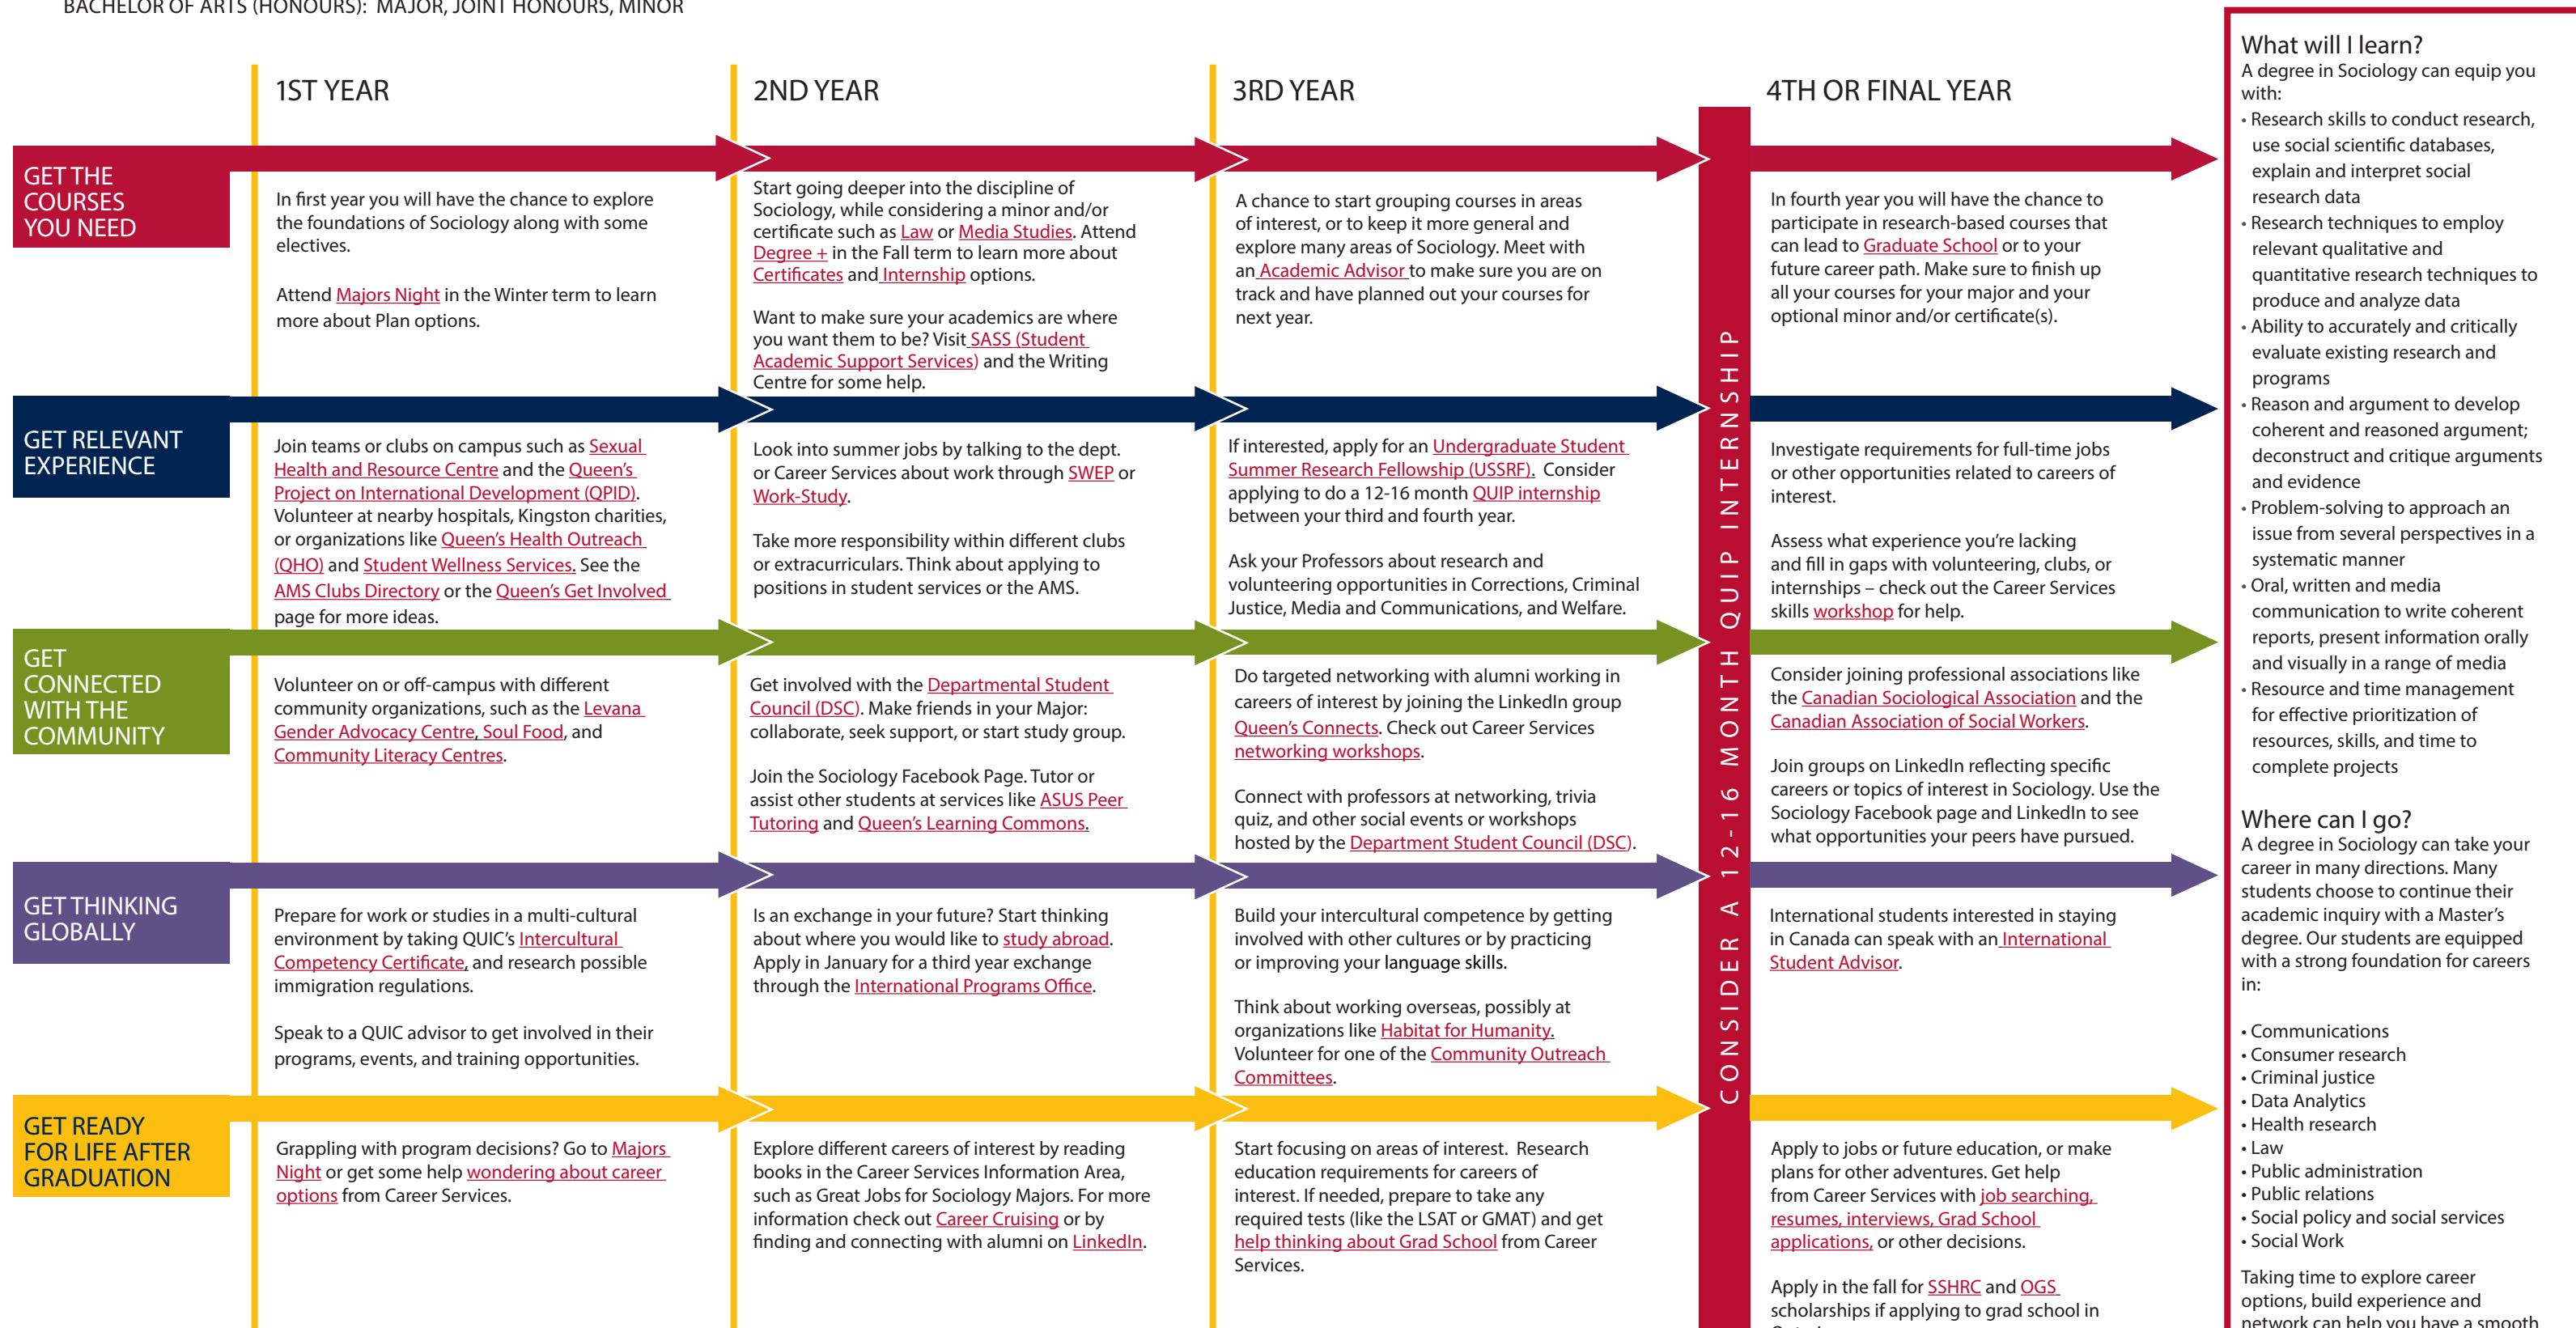 BACHELOR OF ARTS (HONOURS): MAJOR, JOINT HONOURS, MINOR
1ST YEAR
2ND YEAR
3RD YEAR
4TH OR FINAL YEAR
GET THE
COURSES
YOU NEED
In first year you will have the chance to explore
the foundations of Sociology along with some
electives.
Attend Majors Night in the Winter term to learn
more about Plan options.
Start going deeper into the discipline of
Sociology, while considering a minor and/or
certificate such as Law or Media Studies. Attend
Degree + in the Fall term to learn more about
Certificates and Internship options.
Want to make sure your academics are where
you want them to be? Visit SASS (Student
Academic Support Services) and the Writing
Centre for some help.
A chance to start grouping courses in areas
of interest, or to keep it more general and
explore many areas of Sociology. Meet with
an Academic Advisor to make sure you are on
track and have planned out your courses for
next year.
In fourth year you will have the chance to
participate in research-based courses that
can lead to Graduate School or to your
future career path. Make sure to finish up
all your courses for your major and your
optional minor and/or certificate(s).
GET RELEVANT
EXPERIENCE
Join teams or clubs on campus such as Sexual
Health and Resource Centre and the Queen's
Project on International Development (QPID).
Volunteer at nearby hospitals, Kingston charities,
or organizations like Queen's Health Outreach
(QHO) and Student Wellness Services. See the
AMS Clubs Directory or the Queen's Get Involved
page for more ideas.
Look into summer jobs by talking to the dept.
or Career Services about work through SWEP or
Work-Study.
Take more responsibility within different clubs
or extracurriculars. Think about applying to
positions in student services or the AMS.
If interested, apply for an Undergraduate Student
Summer Research Fellowship (USSRF). Consider
applying to do a 12-16 month QUIP internship
between your third and fourth year.
Ask your Professors about research and
volunteering opportunities in Corrections, Criminal
Justice, Media and Communications, and Welfare.
Investigate requirements for full-time jobs
or other opportunities related to careers of
interest.
Assess what experience you're lacking
and fill in gaps with volunteering, clubs, or
internships – check out the Career Services
skills workshop for help.
GET
CONNECTED
WITH THE
COMMUNITY
Volunteer on or off-campus with different
community organizations, such as the Levana
Gender Advocacy Centre, Soul Food, and
Community Literacy Centres.
Get involved with the Departmental Student
Council (DSC). Make friends in your Major:
collaborate, seek support, or start study group.
Join the Sociology Facebook Page. Tutor or
assist other students at services like ASUS Peer
Tutoring and Queen's Learning Commons.
Do targeted networking with alumni working in
careers of interest by joining the LinkedIn group
Queen's Connects. Check out Career Services
networking workshops.
Connect with professors at networking, trivia
quiz, and other social events or workshops
hosted by the Department Student Council (DSC).
Consider joining professional associations like
the Canadian Sociological Association and the
Canadian Association of Social Workers.
Join groups on LinkedIn reflecting specific
careers or topics of interest in Sociology. Use the
Sociology Facebook page and LinkedIn to see
what opportunities your peers have pursued.
GET THINKING
GLOBALLY
Prepare for work or studies in a multi-cultural
environment by taking QUIC's Intercultural
Competency Certificate, and research possible
immigration regulations.
Speak to a QUIC advisor to get involved in their
programs, events, and training opportunities.
Is an exchange in your future? Start thinking
about where you would like to study abroad.
Apply in January for a third year exchange
through the International Programs Office.
Build your intercultural competence by getting
involved with other cultures or by practicing
or improving your language skills.
Think about working overseas, possibly at
organizations like Habitat for Humanity.
Volunteer for one of the Community Outreach
Committees.
International students interested in staying
in Canada can speak with an International
Student Advisor.
GET READY
FOR LIFE AFTER
GRADUATION
Grappling with program decisions? Go to Majors
Night or get some help wondering about career
options from Career Services.
Explore different careers of interest by reading
books in the Career Services Information Area,
such as Great Jobs for Sociology Majors. For more
information check out Career Cruising or by
finding and connecting with alumni on LinkedIn.
Start focusing on areas of interest. Research
education requirements for careers of
interest. If needed, prepare to take any
required tests (like the LSAT or GMAT) and get
help thinking about Grad School from Career
Services.
Apply to jobs or future education, or make
plans for other adventures. Get help
from Career Services with job searching,
resumes, interviews, Grad School
applications, or other decisions.
Apply in the fall for SSHRC and OGS
scholarships if applying to grad school in
CONSIDER A 12-16 MONTH QUIP INTERNSHIP
What will I learn?
A degree in Sociology can equip you
with:
• Research skills to conduct research,
use social scientific databases,
explain and interpret social
research data
• Research techniques to employ
relevant qualitative and
quantitative research techniques to
produce and analyze data
• Ability to accurately and critically
evaluate existing research and
programs
• Reason and argument to develop
coherent and reasoned argument;
deconstruct and critique arguments
and evidence
• Problem-solving to approach an
issue from several perspectives in a
systematic manner
• Oral, written and media
communication to write coherent
reports, present information orally
and visually in a range of media
• Resource and time management
for effective prioritization of
resources, skills, and time to
complete projects
Where can I go?
A degree in Sociology can take your
career in many directions. Many
students choose to continue their
academic inquiry with a Master's
degree. Our students are equipped
with a strong foundation for careers
in:
• Communications
• Consumer research
• Criminal justice
• Data Analytics
• Health research
• Law
• Public administration
• Public relations
• Social policy and social services
• Social Work
Taking time to explore career
options, build experience and
network can help you have a smooth